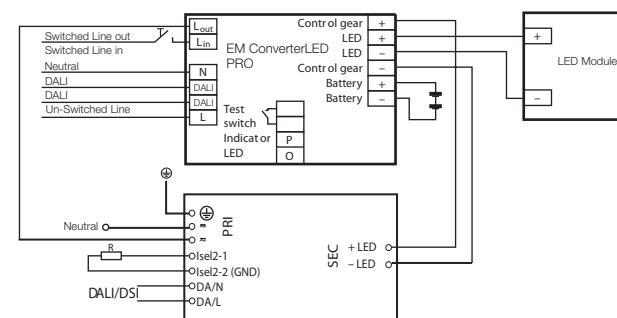 Switched Line out
Switched Line in
Neutral
DALI
DALI
Un-Switched Line
Lout
Lin
N
DALI
DALI
L
EM ConverterLED
PRO
Test
switch
Indicator
LED
P
O
Control gear +
LED +
LED –
Control gear –
Battery +
Battery –
+
–
LED Module
Neutral
≈
≈
PRI
R
Isel2-1
Isel2-2 (GND)
DALI/DSI
DA/N
DA/L
SEC
+ LED
– LED